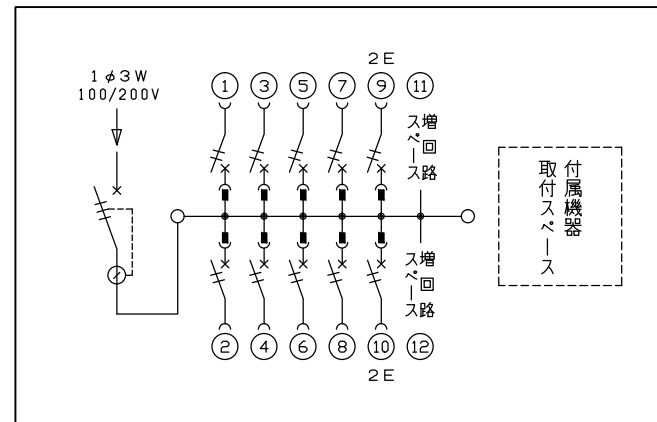 2E
1φ3W
100/200V
① ③ ⑤ ⑦ ⑨ ⑪
増回路
スペース
付属機器
取付スペース
増回路
スペース
② ④ ⑥ ⑧ ⑩ ⑫
2E